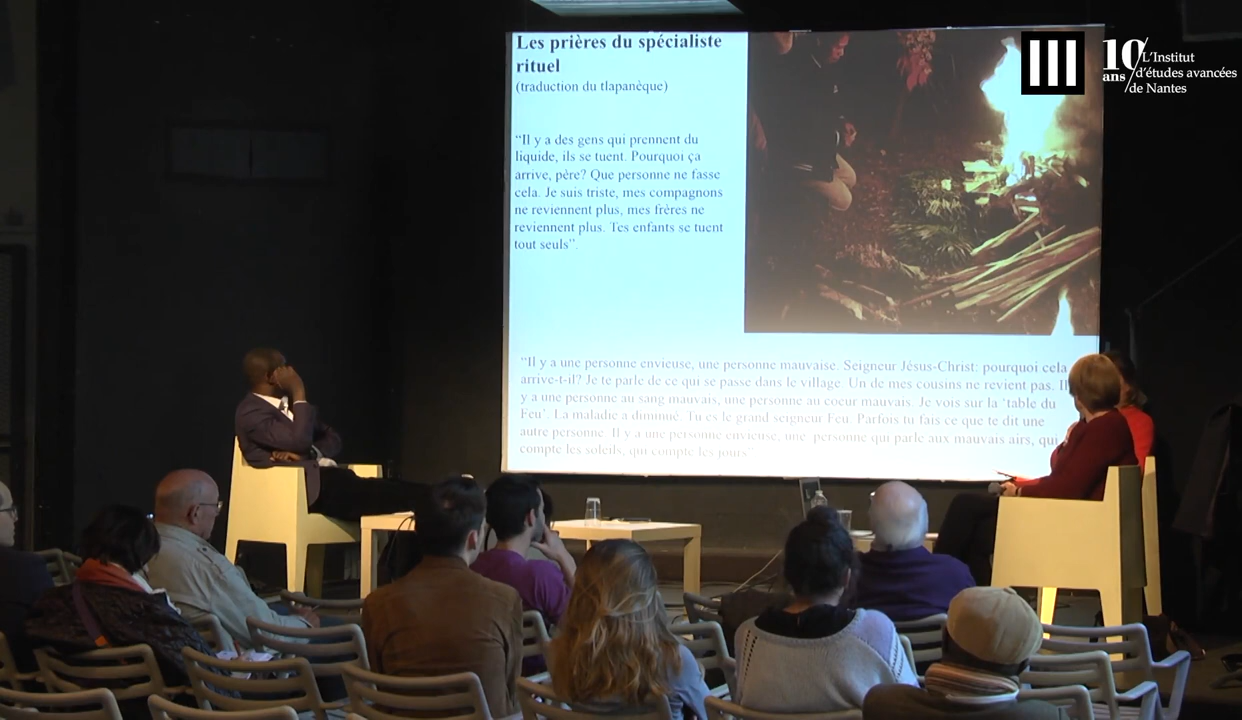 Les prières du spécialiste
rituel
(traduction du tlapanèque)
“Il y a des gens qui prennent du
liquide, ils se tuent. Pourquoi ça
arrive, père? Que personne ne fasse
cela. Je suis triste, mes compagnons
ne reviennent plus, mes frères ne
reviennent plus. Tes enfants se tuent
tout seuls”.
“Il y a une personne envieuse, une personne mauvaise. Seigneur Jésus-Christ: pourquoi cela
arrive-t-il? Je te parle de ce qui se passe dans le village. Un de mes cousins ne revient pas. Il
y a une personne au sang mauvais, une personne au coeur mauvais. Je vois sur la ‘table du
Feu’. La maladie a diminué. Tu es le grand seigneur Feu. Parfois tu fais ce que te dit une
autre personne. Il y a une personne envieuse, une personne qui parle aux mauvais airs, qui
compte les soleils, qui compte les jours”
10
ans
L'Institut
d'études avancées
de Nantes